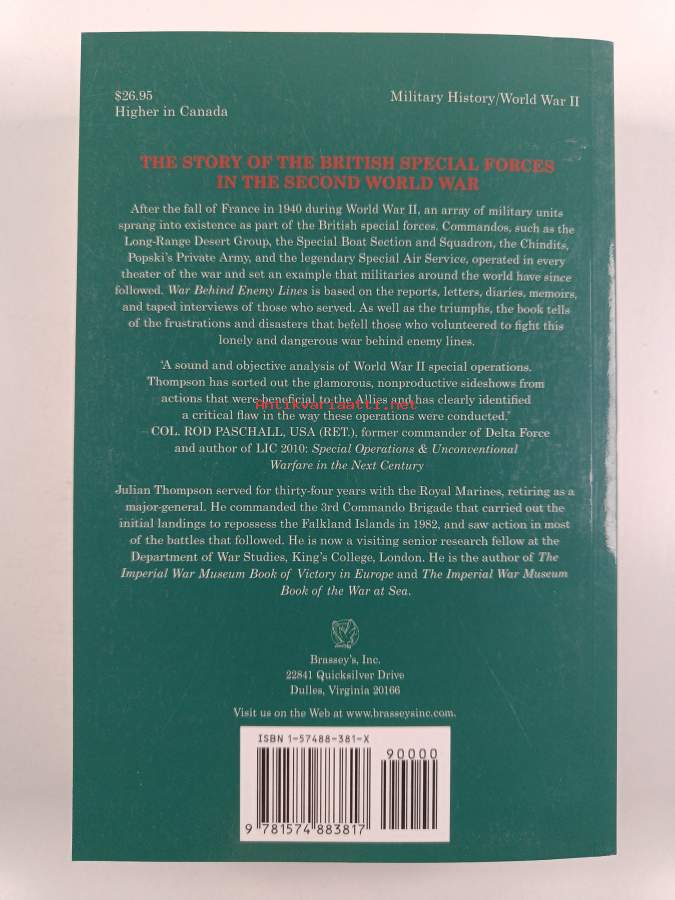 $26.95
Military History/World War II
Higher in Canada
THE STORY OF THE BRITISH SPECIAL FORCES
IN THE SECOND WORLD WAR
After the fall of France in 1940 during World War II, an array of military units
sprang into existence as part of the British special forces. Commandos, such as the
Long-Range Desert Group, the Special Boat Section and Squadron, the Chindits,
Popski's Private Army, and the legendary Special Air Service, operated in every
theater of the war and set an example that militaries around the world have since
followed. War Behind Enemy Lines is based on the reports, letters, diaries, memoirs,
and taped interviews of those who served. As well as the triumphs, the book tells
of the frustrations and disasters that befell those who volunteered to fight this
lonely and dangerous war behind enemy lines.
'A sound and objective analysis of World War II special operations.
Thompson has sorted out the glamorous, nonproductive sideshows from
actions that were beneficial to the Allies and has clearly identified
Antikvariaatti.net
a critical flaw in the way these operations were conducted.'
–COL. ROD PASCHALL, USA (RET.), former commander of Delta Force
and author of LIC 2010: Special Operations & Unconventional
Warfare in the Next Century
Julian Thompson served for thirty-four years with the Royal Marines, retiring as a
major-general. He commanded the 3rd Commando Brigade that carried out the
initial landings to repossess the Falkland Islands in 1982, and saw action in most
of the battles that followed. He is now a visiting senior research fellow at the
Department of War Studies, King's College, London. He is the author of The
Imperial War Museum Book of Victory in Europe and The Imperial War Museum
Book of the War at Sea.
Brassey's, Inc.
22841 Quicksilver Drive
Dulles, Virginia 20166
Visit us on the Web at www.brasseysinc.com.
ISBN 1-57488-381-X
90000
9 781574 883817